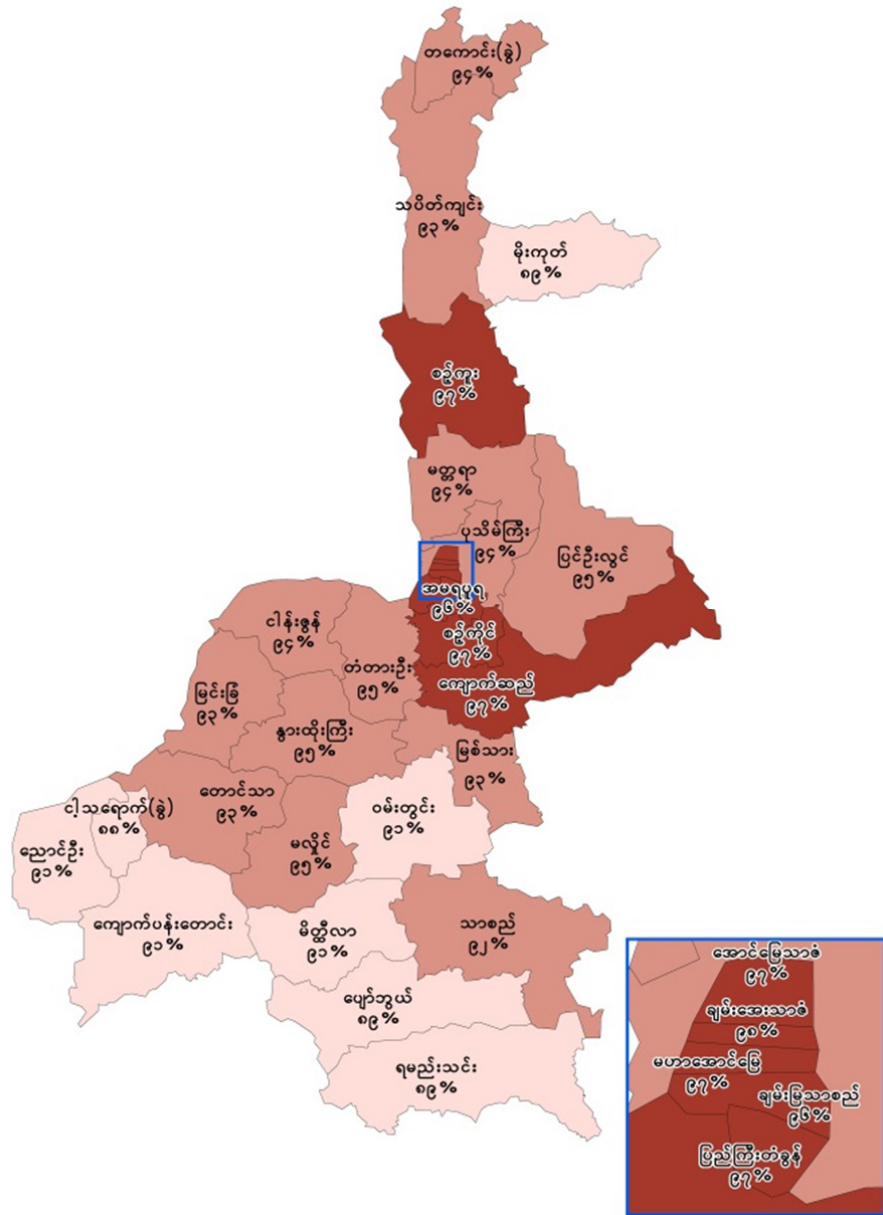 တကောင်း(ခွဲ)
၉၄%
သပိတ်ကျင်း
၉၃%
မိုးကုတ်
၈၉%
စဉ့်ကူး
၉၇%
မတ္တရာ
၉၄%
ပုသိမ်ကြီး
၉၄%
ပြင်ဦးလွင်
၉၅%
အမရပူရ
၉၆%
စဉ့်ကိုင်
၉၇%
ငါန်းဇွန်
၉၄%
တံတားဦး
၉၅%
ကျောက်ဆည်
၉၇%
မြင်းခြံ
၉၃%
နွားထိုးကြီး
၉၅%
မြစ်သား
၉၃%
တောင်သာ
၉၃%
ငါ့သရောက်(ခွဲ)
၈၈%
ဝမ်းတွင်း
၉၁%
ညောင်ဦး
၉၁%
မလှိုင်
၉၅%
ကျောက်ပန်းတောင်း
၉၁%
မိတ္ထီလာ
၉၁%
သာစည်
၉၂%
ပျော်ဘွယ်
၈၉%
ရမည်းသင်း
၈၉%
အောင်မြေသာဇံ
၉၇%
ချမ်းအေးသာဇံ
၉၈%
မဟာအောင်မြေ
၉၇%
ချမ်းမြသာစည်
၉၆%
ပြည်ကြီးတံခွန်
၉၇%